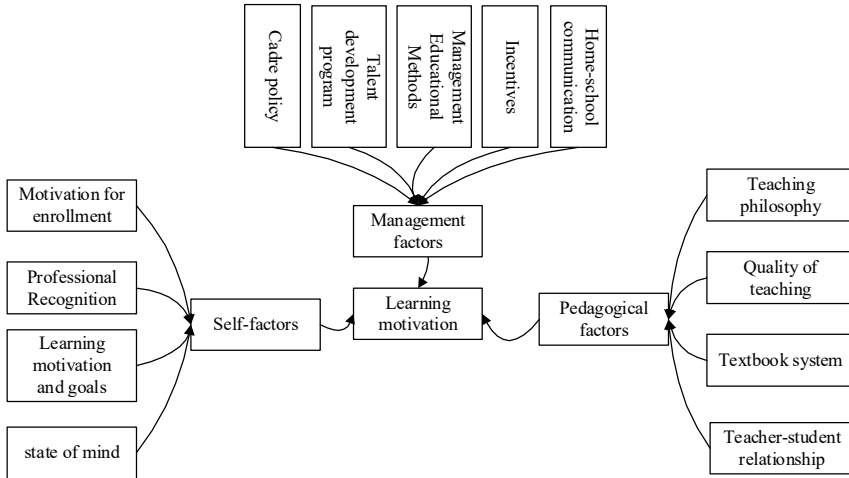 Cadre policy
Talent
development
program
Management
Educational
Methods
Incentives
Home-school
communication
Motivation for
enrollment
Professional
Recognition
Learning
motivation
and goals
state of mind
Self-factors
Management
factors
Learning
motivation
Pedagogical
factors
Teaching
philosophy
Quality of
teaching
Textbook system
Teacher-student
relationship